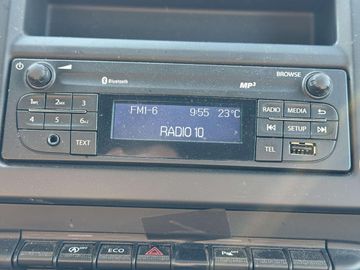 Bluetooth MP3 BROWSE
1 2 3
4 5 6
TEXT
FM1-6 9:55 23°C
RADIO 10
RADIO MEDIA
SETUP
TEL
ECO